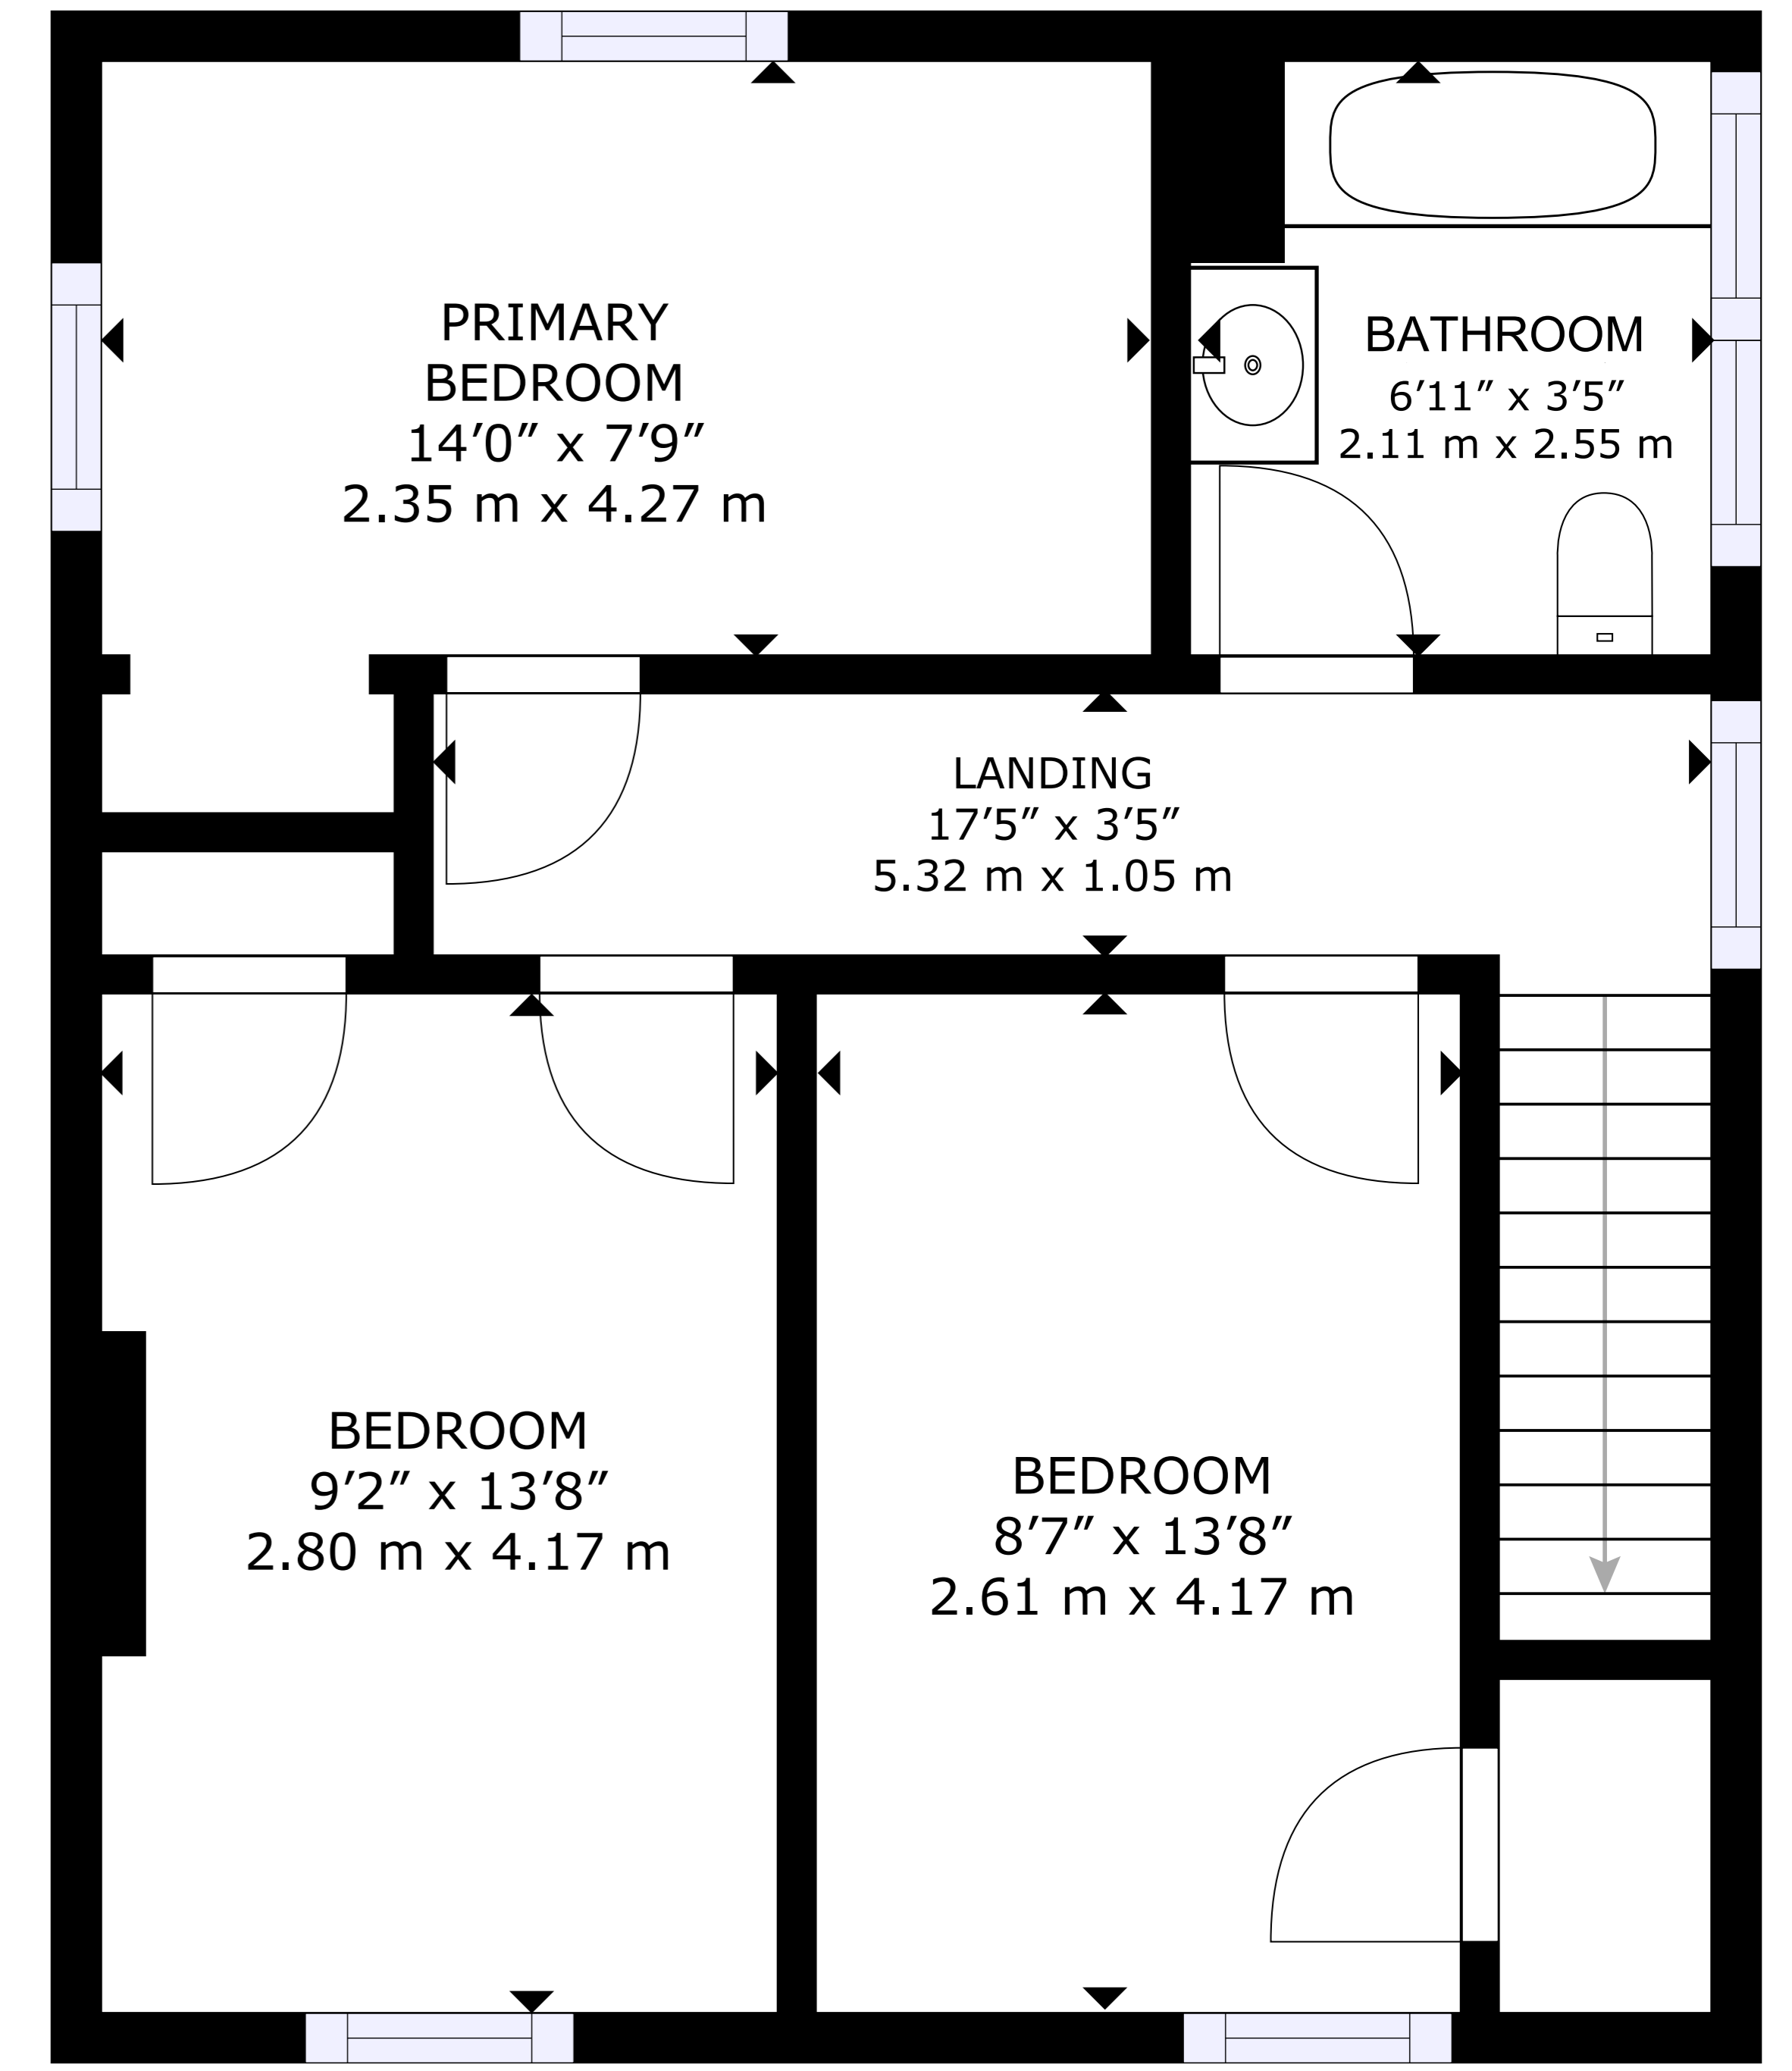 PRIMARY
BEDROOM
14′0″ x 7′9″
2.35 m x 4.27 m
BATHROOM
6′11″ x 3′5″
2.11 m x 2.55 m
LANDING
17′5″ x 3′5″
5.32 m x 1.05 m
BEDROOM
9′2″ x 13′8″
2.80 m x 4.17 m
BEDROOM
8′7″ x 13′8″
2.61 m x 4.17 m